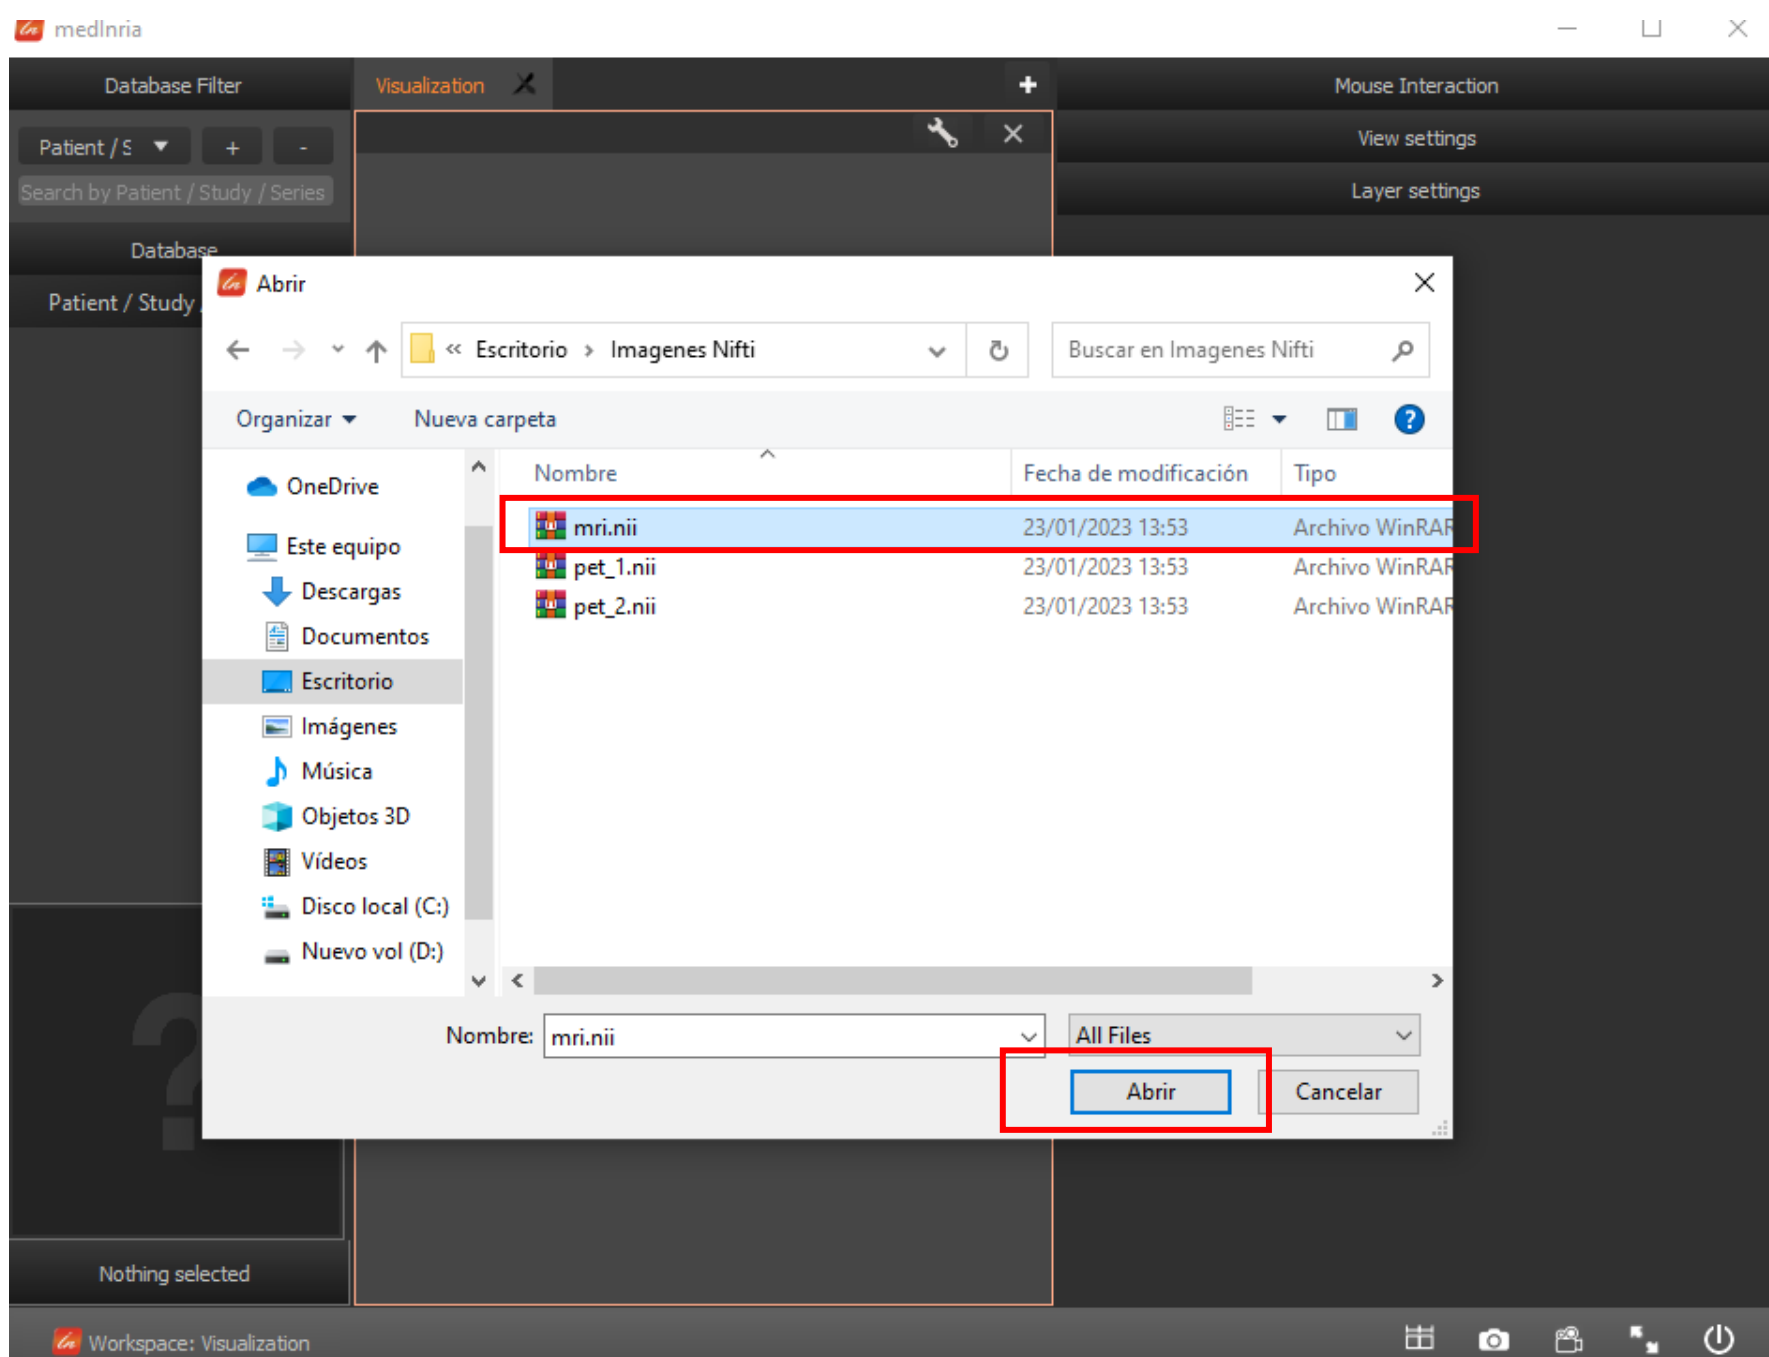 medInria
Database Filter
Visualization
Mouse Interaction
Patient / S
+
-
View settings
Search by Patient / Study / Series
Layer settings
Database
Patient / Study
Abrir
« Escritorio > Imagenes Nifti
Buscar en Imagenes Nifti
Organizar
Nueva carpeta
Nombre
Fecha de modificación
Tipo
OneDrive
Este equipo
Descargas
Documentos
Escritorio
Imágenes
Música
Objetos 3D
Vídeos
Disco local (C:)
Nuevo vol (D:)
mri.nii
23/01/2023 13:53
Archivo WinRAR
pet_1.nii
23/01/2023 13:53
Archivo WinRAR
pet_2.nii
23/01/2023 13:53
Archivo WinRAR
Nombre:
mri.nii
All Files
Abrir
Cancelar
Nothing selected
Workspace: Visualization